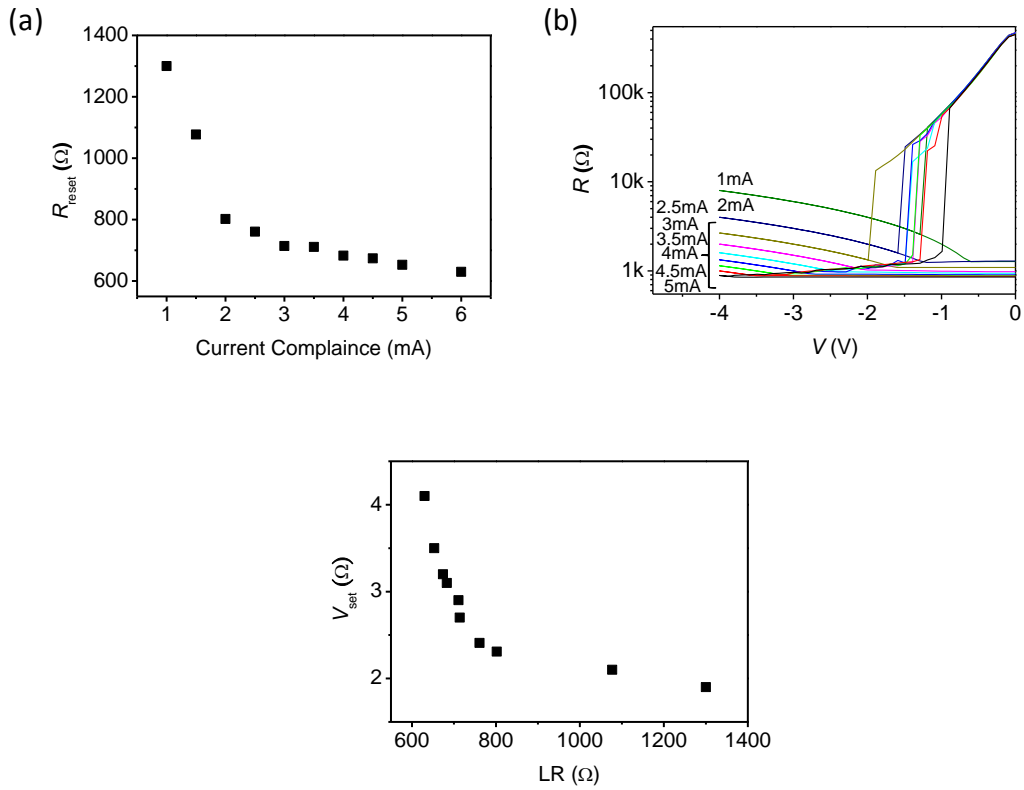 (a)
1400
1200
1000
800
600
R_reset (Ω)
1 2 3 4 5 6
Current Complaince (mA)
(b)
100k
10k
1k
R (Ω)
1mA
2mA
2.5mA
3mA
3.5mA
4mA
4.5mA
5mA
-4 -3 -2 -1 0
V (V)
4
3
2
V_set (Ω)
600 800 1000 1200 1400
LR (Ω)